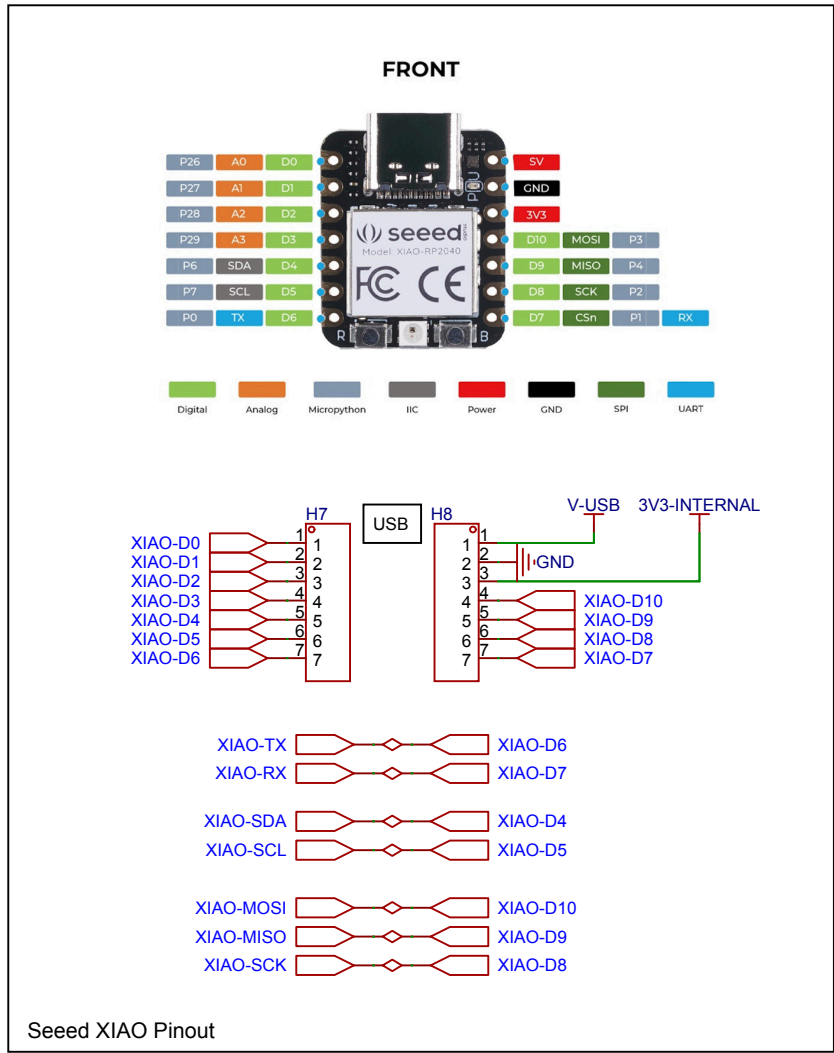 FRONT
P26 A0 D0 5V
P27 A1 D1 GND
P28 A2 D2 3V3
P29 A3 D3 D10 MOSI P3
P6 SDA D4 D9 MISO P4
P7 SCL D5 D8 SCK P2
P0 TX D6 D7 CSn P1 RX
seeed studio
Model: XIAO-RP2040
FC CE
R B
Digital Analog Micropython IIC Power GND SPI UART
V-USB 3V3-INTERNAL
H7 USB H8
XIAO-D0 1 1 1 1
XIAO-D1 2 2 2 2 GND
XIAO-D2 3 3 3 3
XIAO-D3 4 4 4 4 XIAO-D10
XIAO-D4 5 5 5 5 XIAO-D9
XIAO-D5 6 6 6 6 XIAO-D8
XIAO-D6 7 7 7 7 XIAO-D7
XIAO-TX XIAO-D6
XIAO-RX XIAO-D7
XIAO-SDA XIAO-D4
XIAO-SCL XIAO-D5
XIAO-MOSI XIAO-D10
XIAO-MISO XIAO-D9
XIAO-SCK XIAO-D8
Seeed XIAO Pinout